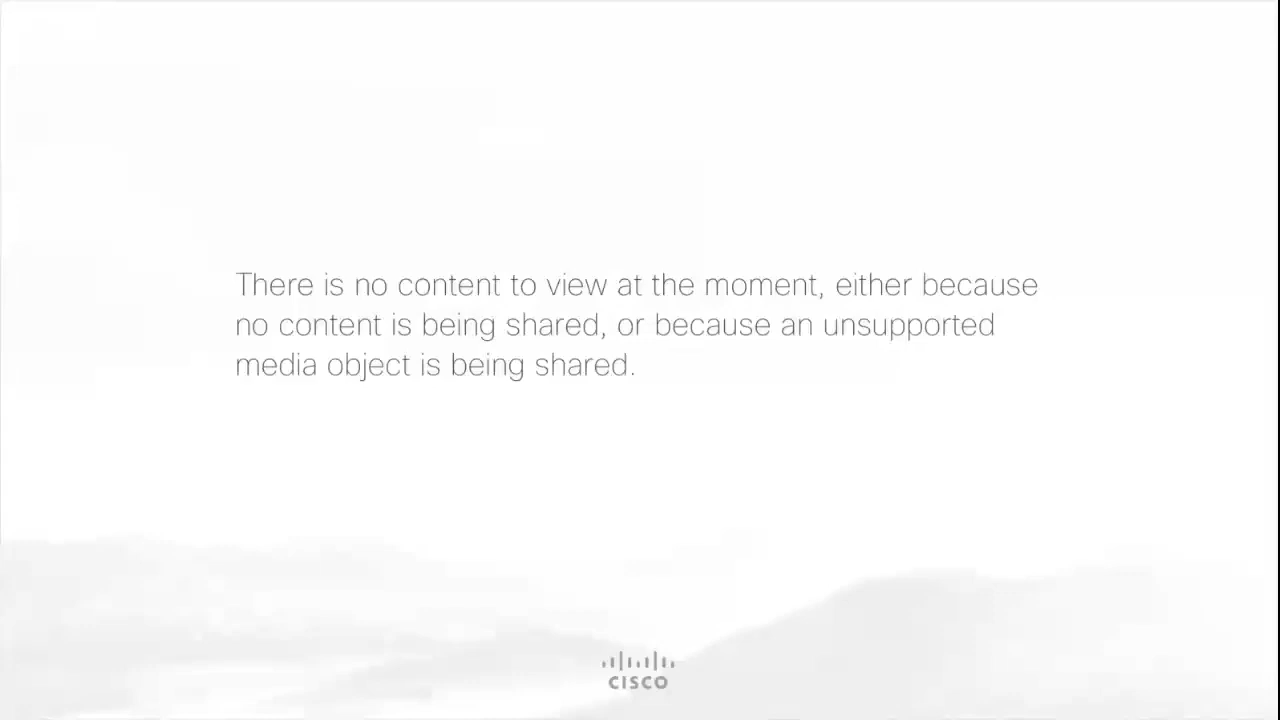 There is no content to view at the moment, either because
no content is being shared, or because an unsupported
media object is being shared.
CISCO